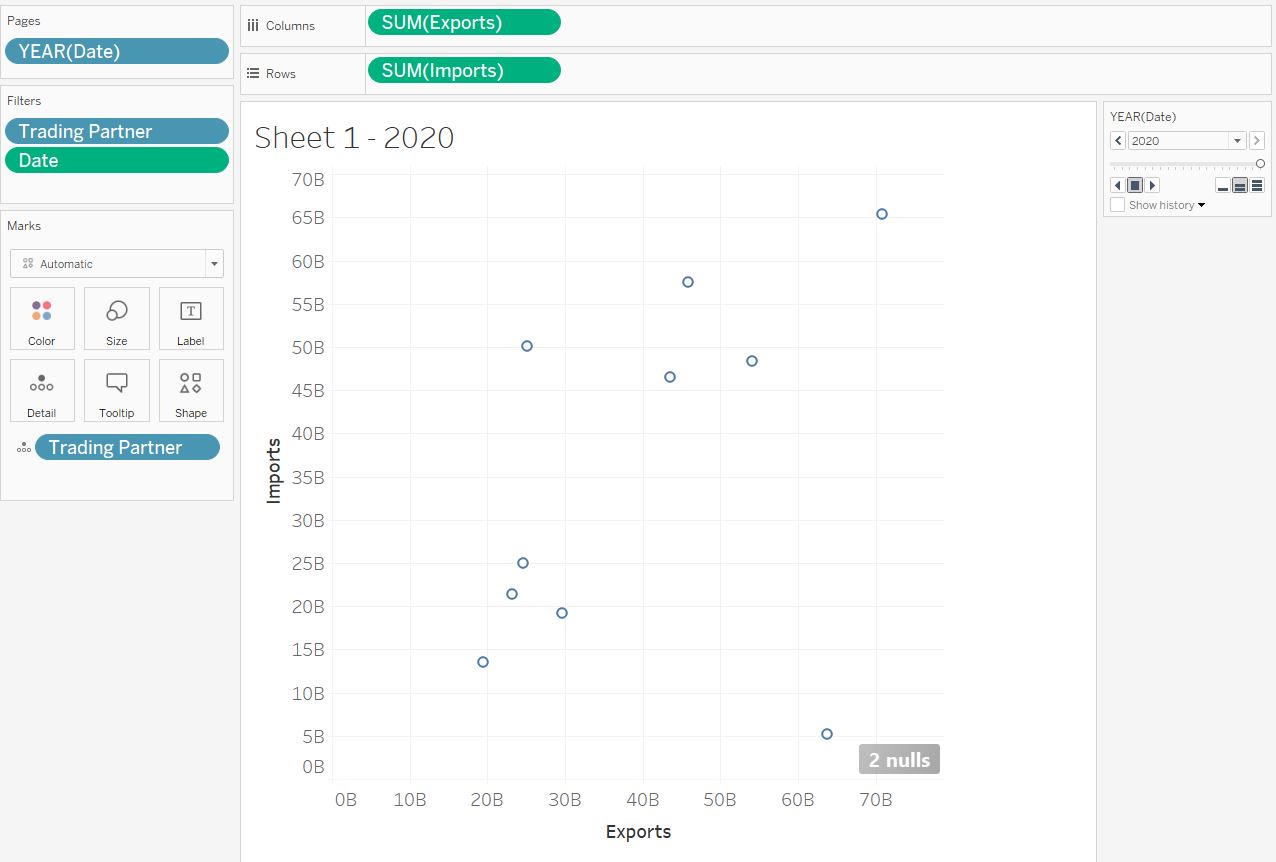 Pages
YEAR(Date)
Filters
Trading Partner
Date
Marks
Automatic
Color
Size
Label
Detail
Tooltip
Shape
Trading Partner
Columns
SUM(Exports)
Rows
SUM(Imports)
Sheet 1 - 2020
70B
65B
60B
55B
50B
45B
40B
35B
30B
25B
20B
15B
10B
5B
0B
Imports
2 nulls
0B 10B 20B 30B 40B 50B 60B 70B
Exports
YEAR(Date)
2020
Show history